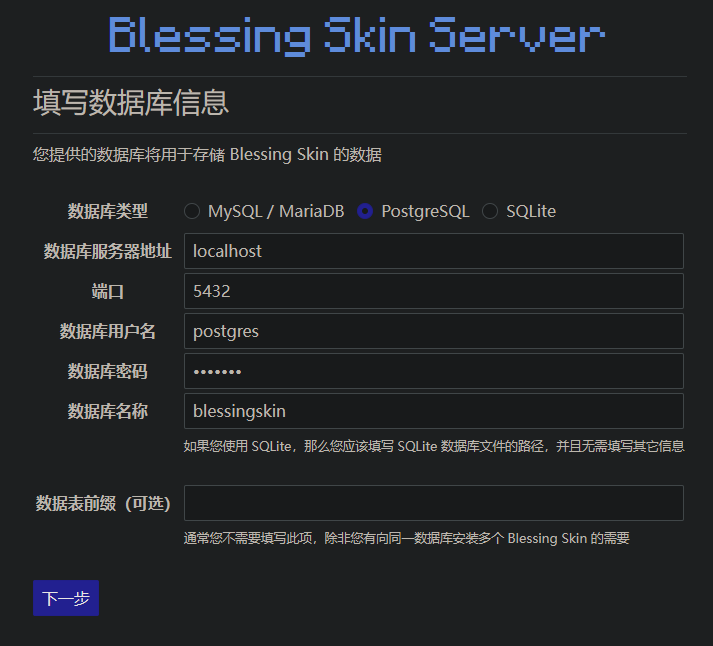 Blessing Skin Server
填写数据库信息
您提供的数据库将用于存储 Blessing Skin 的数据
数据库类型 MySQL / MariaDB PostgreSQL SQLite
数据库服务器地址 localhost
端口 5432
数据库用户名 postgres
数据库密码 •••••••
数据库名称 blessingskin
如果您使用 SQLite，那么您应该填写 SQLite 数据库文件的路径，并且无需填写其它信息
数据表前缀（可选）
通常您不需要填写此项，除非您有向同一数据库安装多个 Blessing Skin 的需要
下一步